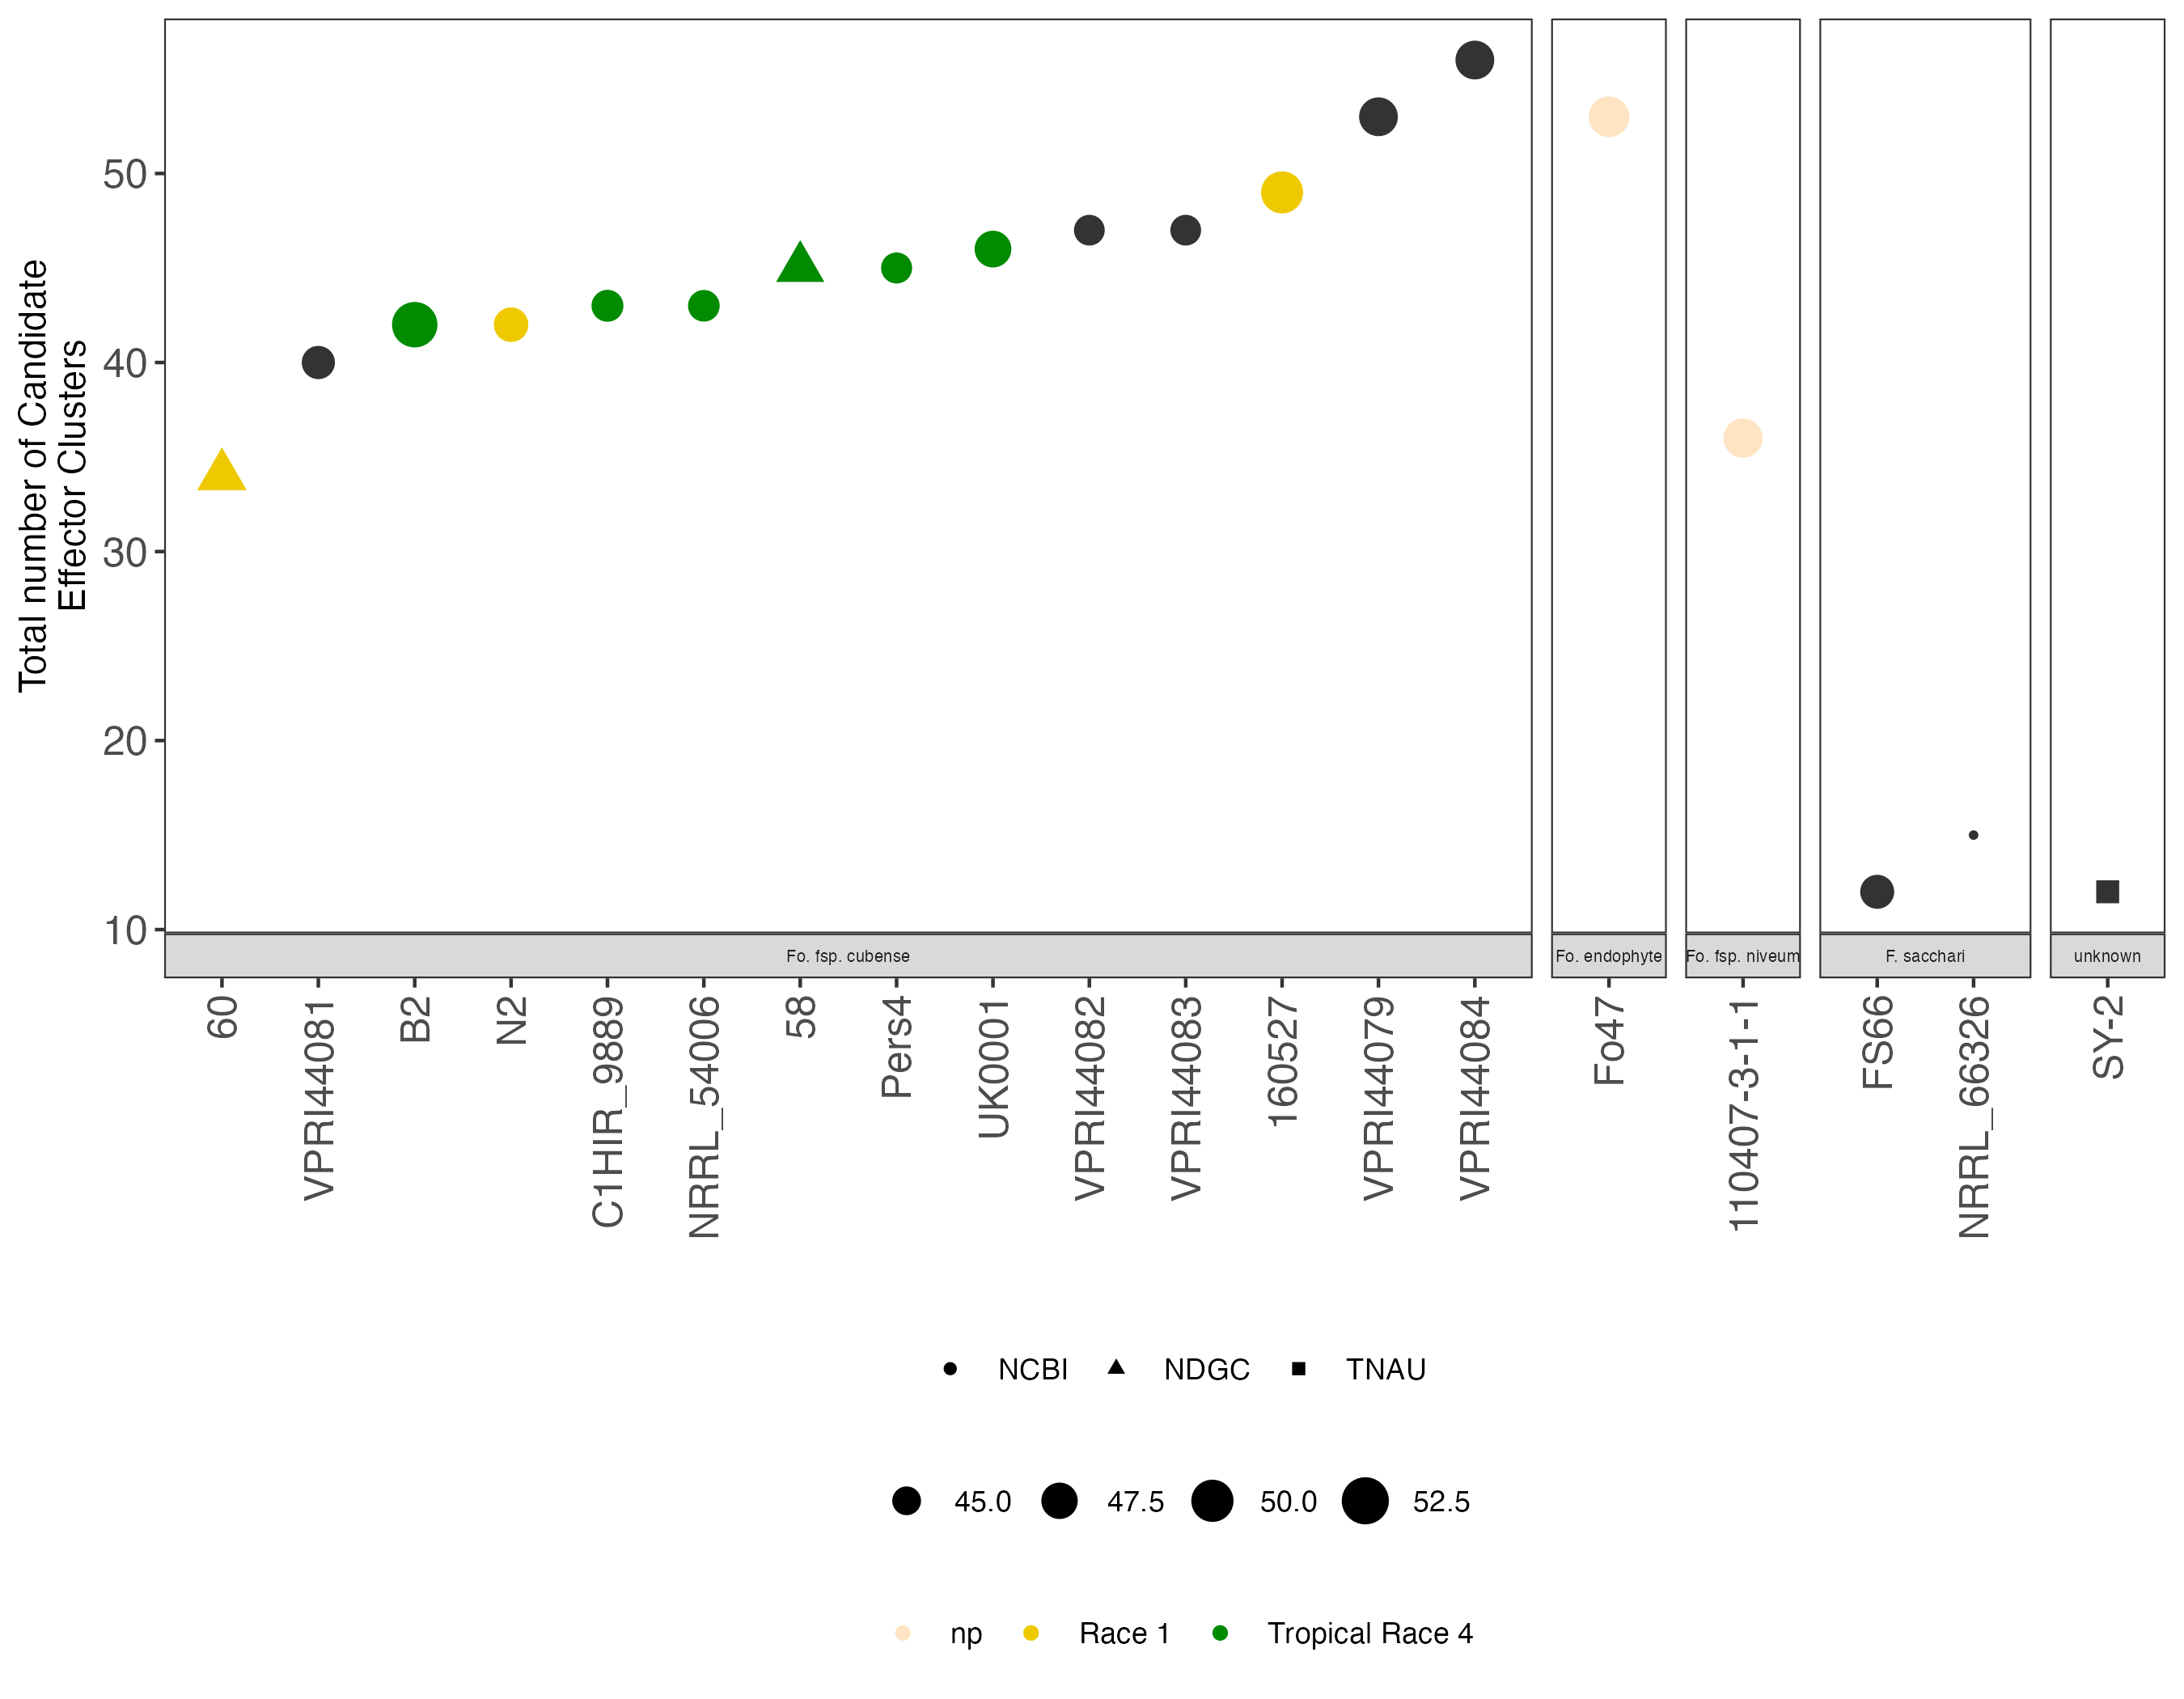 Total number of Candidate
Effector Clusters
50
40
30
20
10
Fo. fsp. cubense
Fo. endophyte
Fo. fsp. niveum
F. sacchari
unknown
60
VPRI44081
B2
N2
C1HIR_9889
NRRL_54006
58
Pers4
UK0001
VPRI44082
VPRI44083
160527
VPRI44079
VPRI44084
Fo47
110407-3-1-1
FS66
NRRL_66326
SY-2
NCBI NDGC TNAU
45.0 47.5 50.0 52.5
np Race 1 Tropical Race 4